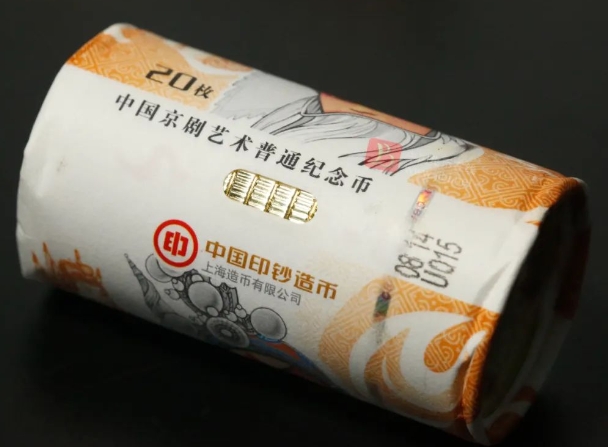 20枚
中国京剧艺术普通纪念币
印
中国印钞造币
上海造币有限公司
08 14
U015